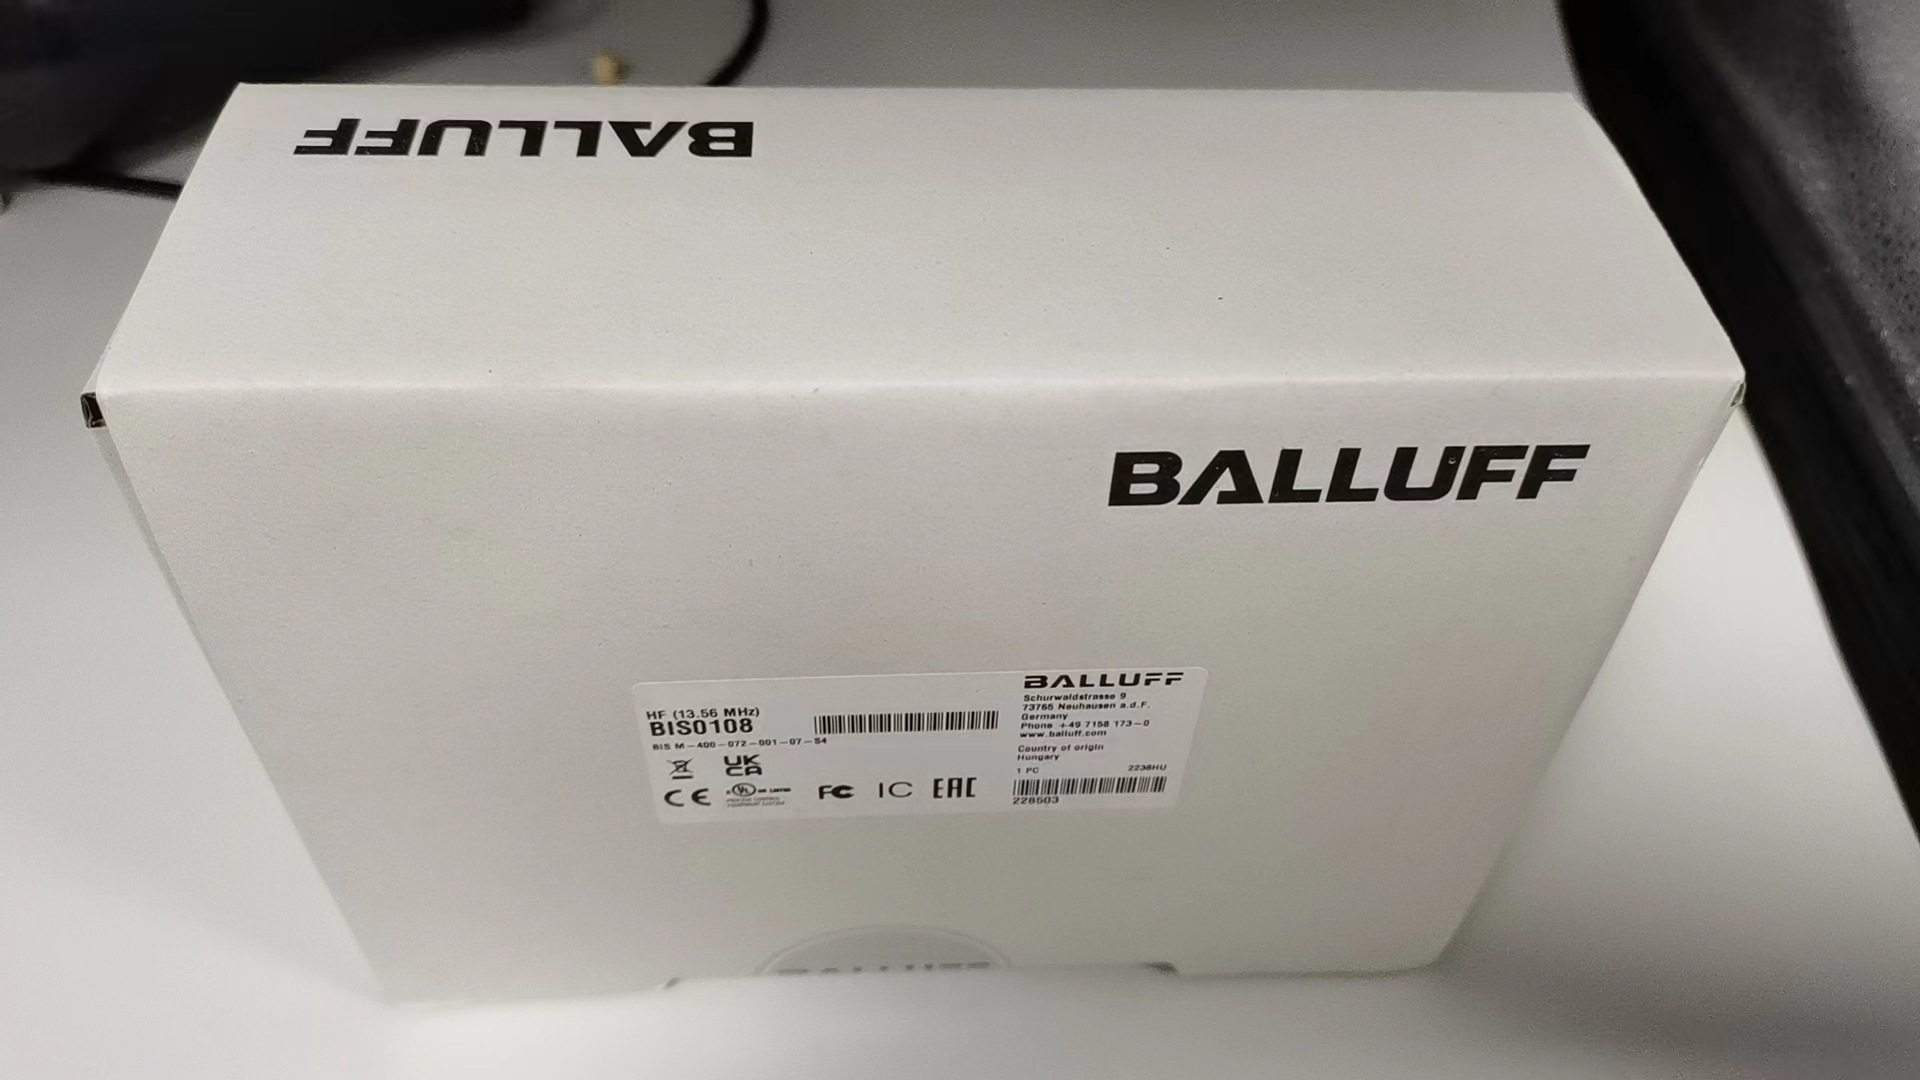 BALLUFF
BALLUFF
BALLUFF
HF (13.56 MHz)
BIS0108
BIS M-400-072-001-07-S4
Schurwaldstrasse 9
73765 Neuhausen a.d.F.
Germany
Phone +49 7158 173-0
www.balluff.com
Country of origin
Hungary
1 PC 2238HU
228503
UK
CA
CE
UL
FC IC EAC
BALLUFF